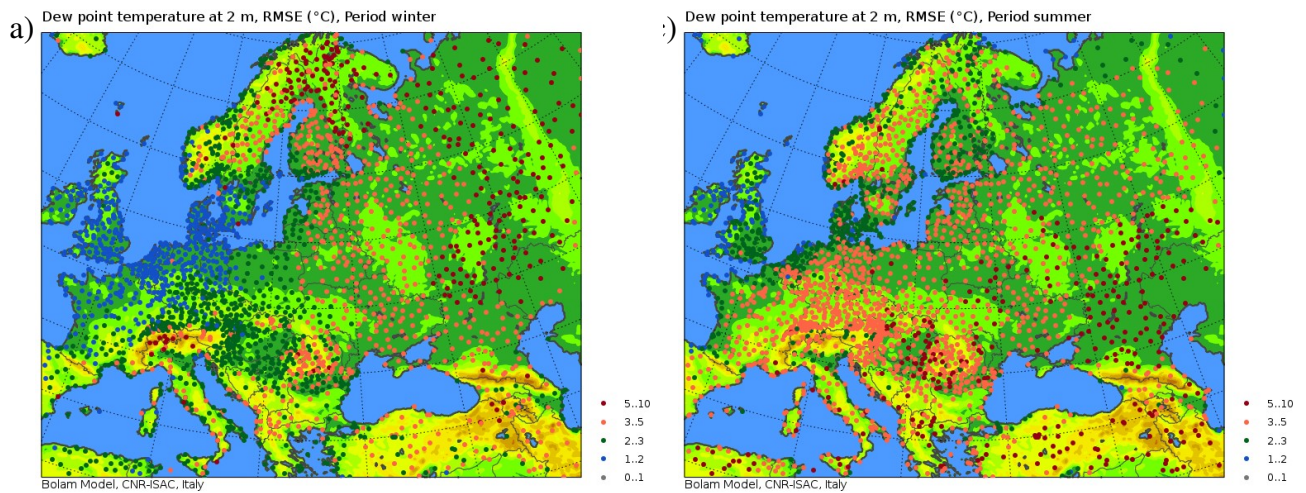 a)
Dew point temperature at 2 m, RMSE (°C), Period winter
5..10
3..5
2..3
1..2
0..1
Bolam Model, CNR-ISAC, Italy
c)
Dew point temperature at 2 m, RMSE (°C), Period summer
5..10
3..5
2..3
1..2
0..1
Bolam Model, CNR-ISAC, Italy